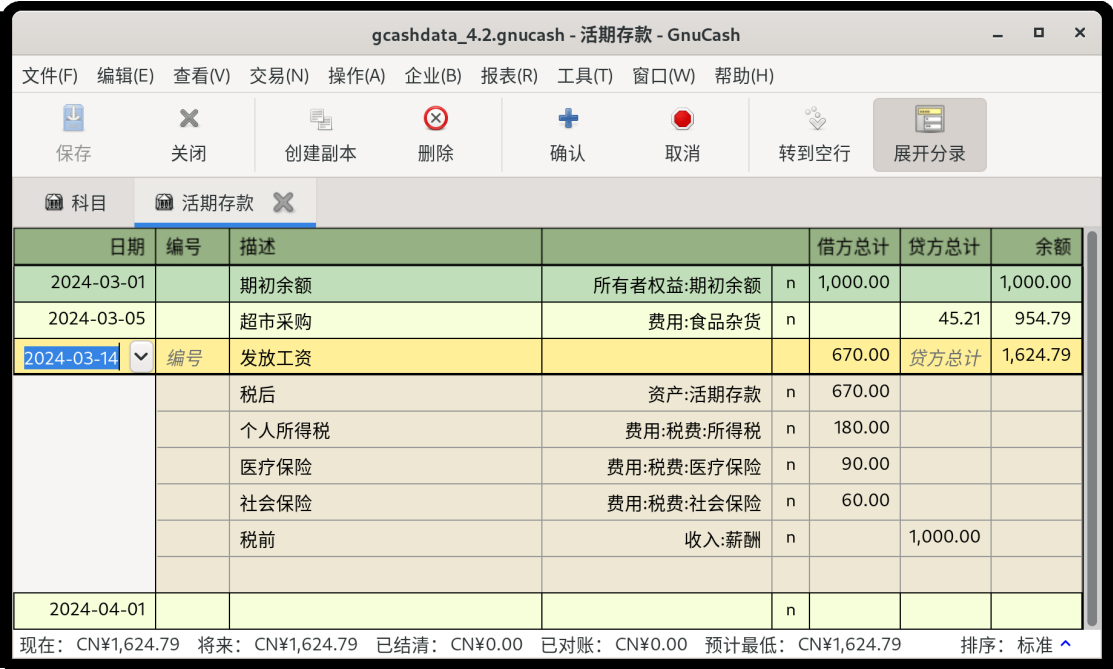 gcashdata_4.2.gnucash - 活期存款 - GnuCash
文件(F) 编辑(E) 查看(V) 交易(N) 操作(A) 企业(B) 报表(R) 工具(T) 窗口(W) 帮助(H)
保存 关闭 创建副本 删除 确认 取消 转到空行 展开分录
科目 活期存款
日期 编号 描述 借方总计 贷方总计 余额
2024-03-01 期初余额 所有者权益:期初余额 n 1,000.00 1,000.00
2024-03-05 超市采购 费用:食品杂货 n 45.21 954.79
2024-03-14 编号 发放工资 670.00 贷方总计 1,624.79
税后 资产:活期存款 n 670.00
个人所得税 费用:税费:所得税 n 180.00
医疗保险 费用:税费:医疗保险 n 90.00
社会保险 费用:税费:社会保险 n 60.00
税前 收入:薪酬 n 1,000.00
2024-04-01 n
现在: CN¥1,624.79 将来: CN¥1,624.79 已结清: CN¥0.00 已对账: CN¥0.00 预计最低: CN¥1,624.79 排序: 标准